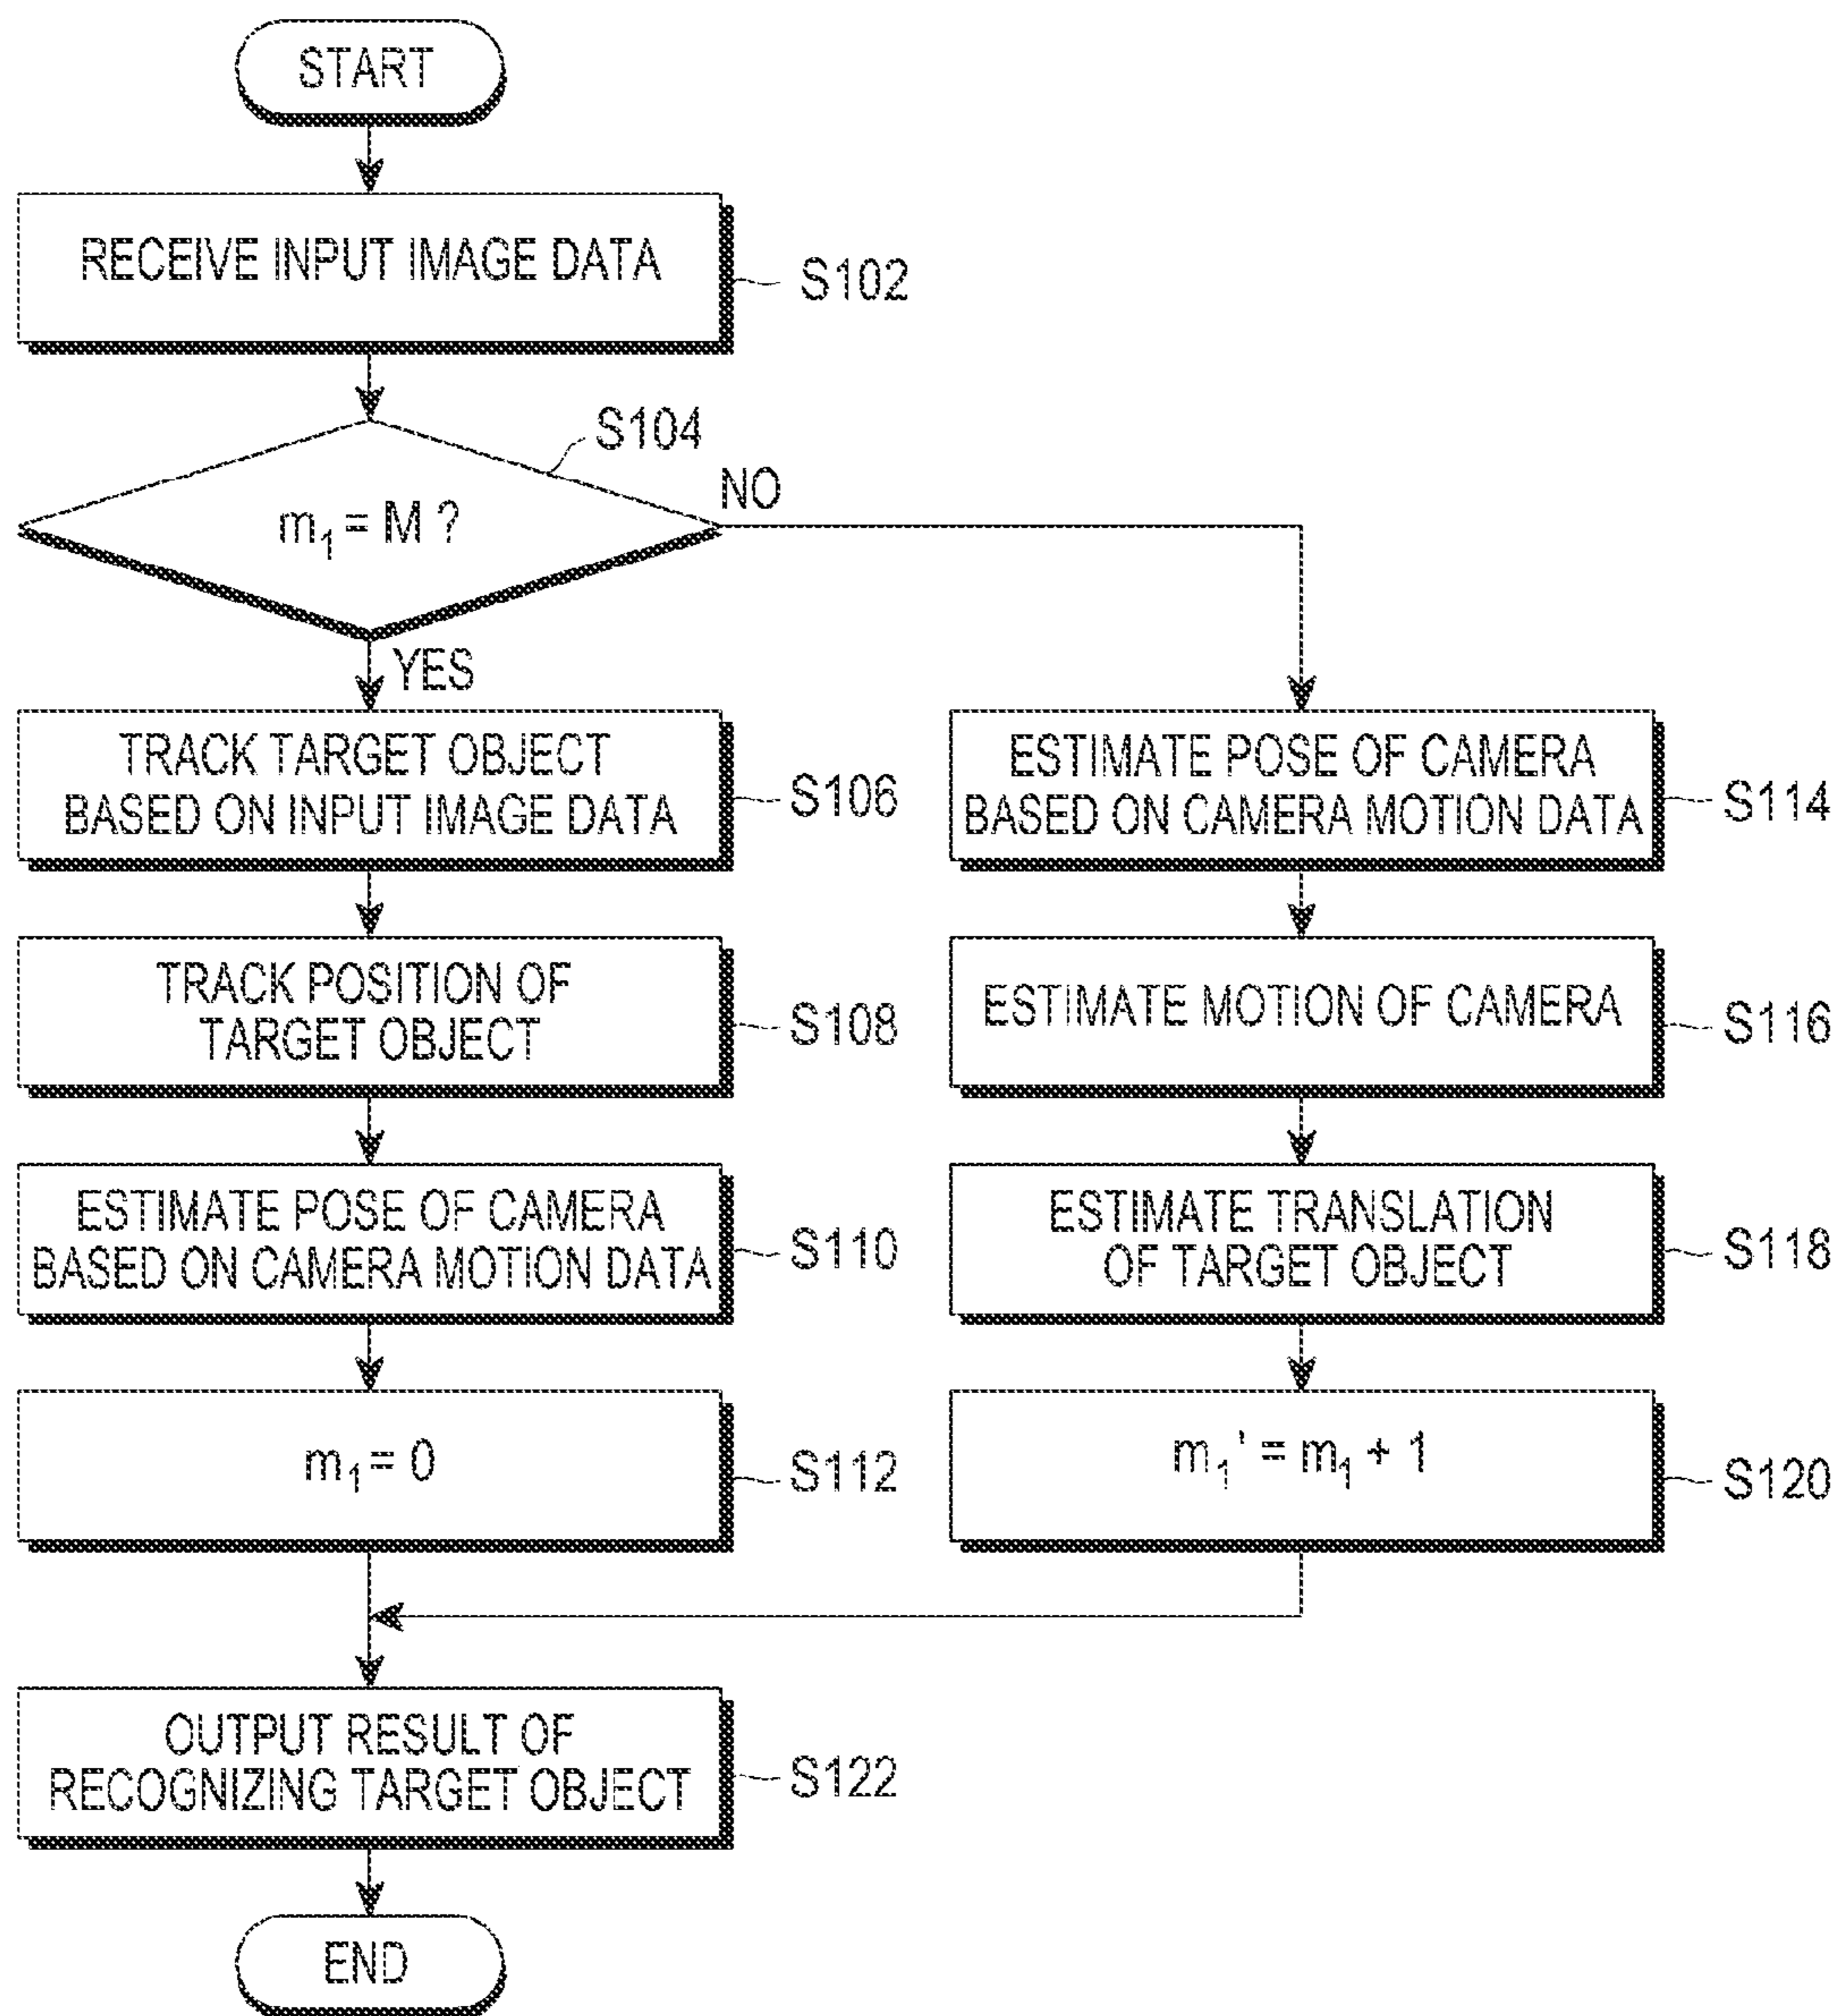 START
RECEIVE INPUT IMAGE DATA
S102
S104
m₁ = M ?
NO
YES
TRACK TARGET OBJECT
BASED ON INPUT IMAGE DATA
S106
TRACK POSITION OF
TARGET OBJECT
S108
ESTIMATE POSE OF CAMERA
BASED ON CAMERA MOTION DATA
S110
m₁ = 0
S112
ESTIMATE POSE OF CAMERA
BASED ON CAMERA MOTION DATA
S114
ESTIMATE MOTION OF CAMERA
S116
ESTIMATE TRANSLATION
OF TARGET OBJECT
S118
m₁' = m₁ + 1
S120
OUTPUT RESULT OF
RECOGNIZING TARGET OBJECT
S122
END